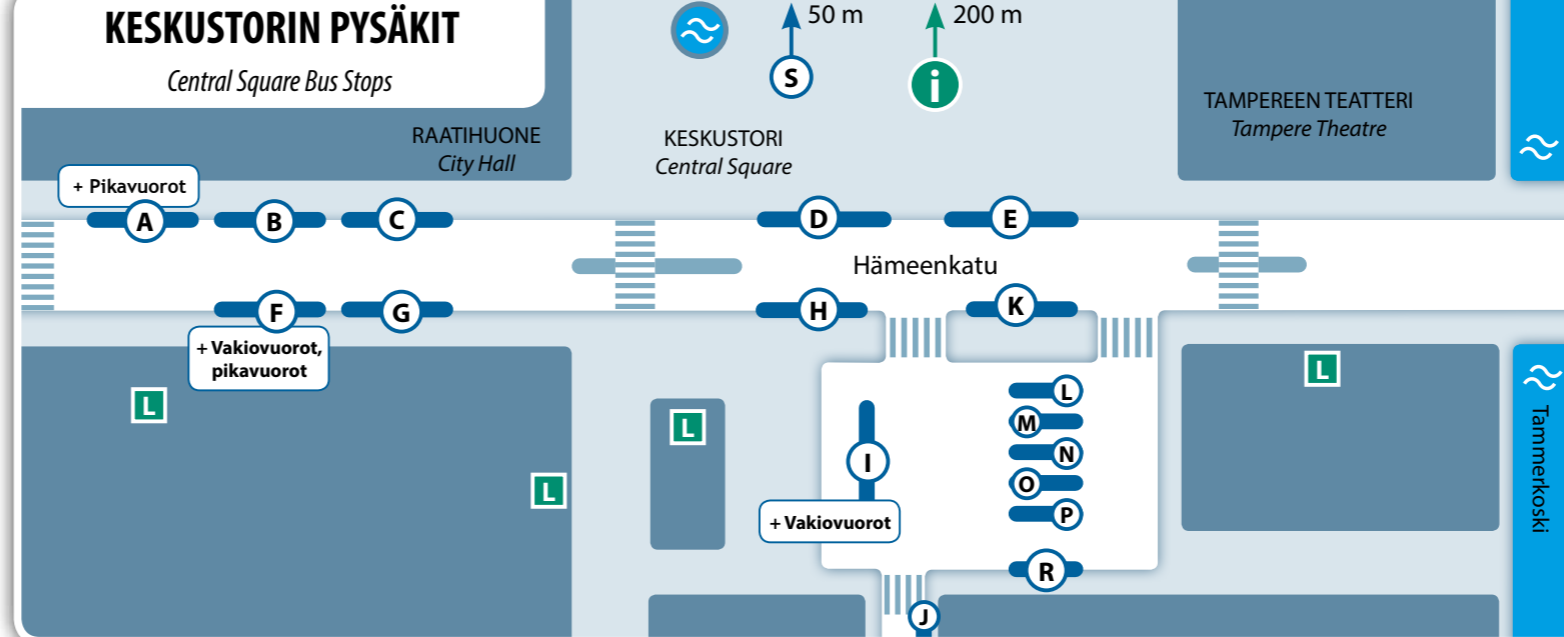 KESKUSTORIN PYSÄKIT
Central Square Bus Stops
50 m
200 m
S
i
RAATIHUONE
City Hall
KESKUSTORI
Central Square
TAMPEREEN TEATTERI
Tampere Theatre
+ Pikavuorot
A
B
C
D
E
Hämeenkatu
F
G
H
K
+ Vakiovuorot,
pikavuorot
L
L
L
L
I
L
M
N
O
P
+ Vakiovuorot
R
J
Tammerkoski